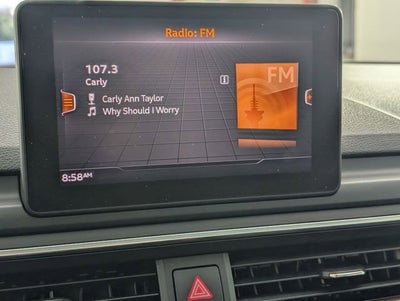 Radio: FM
107.3
Carly
FM
Carly Ann Taylor
Why Should I Worry
8:58AM